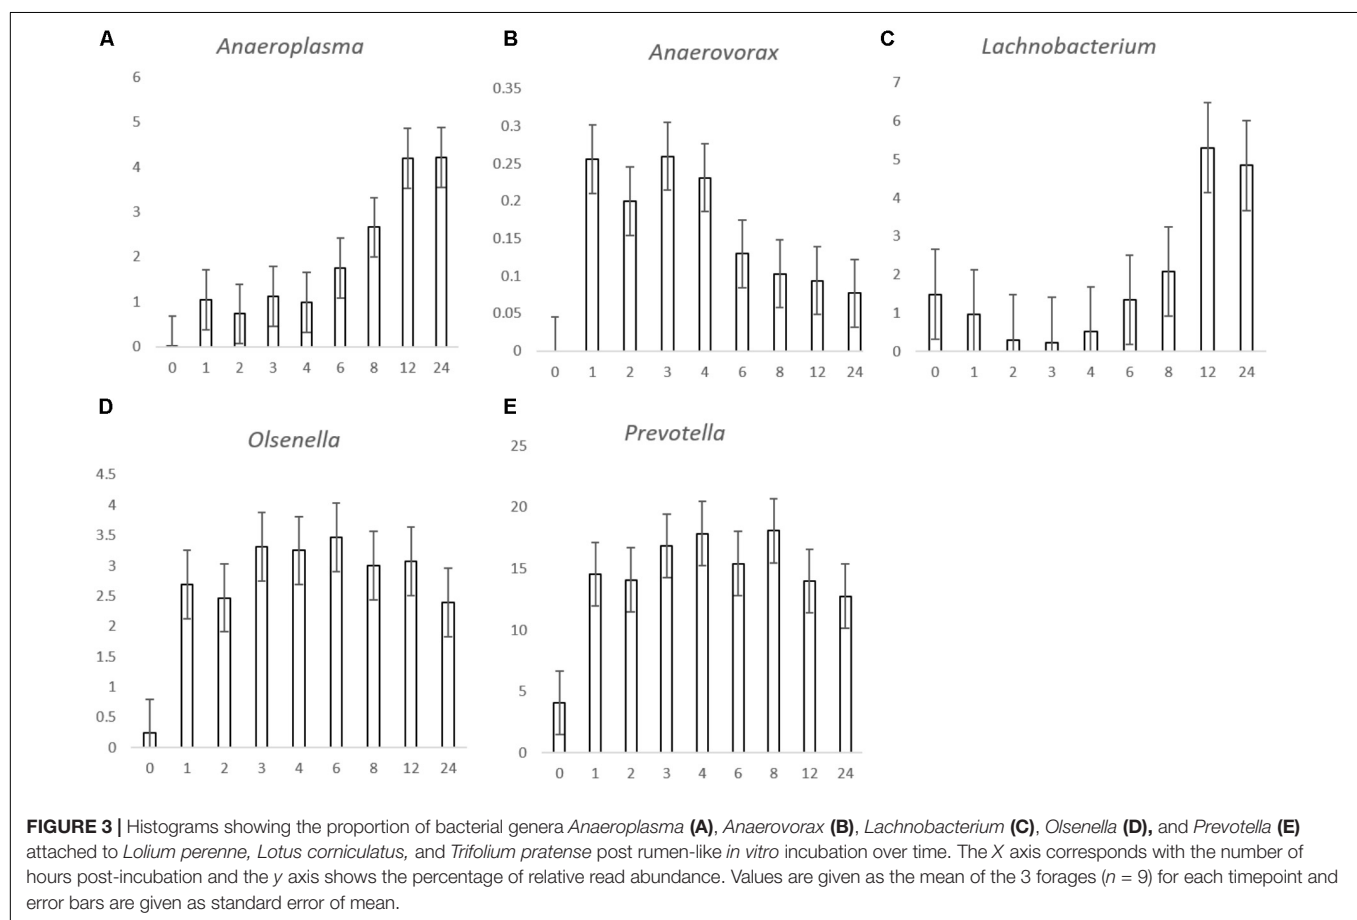 A
Anaeroplasma
6
5
4
3
2
1
0
0 1 2 3 4 6 8 12 24
B
Anaerovorax
0.35
0.3
0.25
0.2
0.15
0.1
0.05
0
0 1 2 3 4 6 8 12 24
C
Lachnobacterium
7
6
5
4
3
2
1
0
0 1 2 3 4 6 8 12 24
D
Olsenella
4.5
4
3.5
3
2.5
2
1.5
1
0.5
0
0 1 2 3 4 6 8 12 24
E
Prevotella
25
20
15
10
5
0
0 1 2 3 4 6 8 12 24
FIGURE 3 | Histograms showing the proportion of bacterial genera Anaeroplasma (A), Anaerovorax (B), Lachnobacterium (C), Olsenella (D), and Prevotella (E)
attached to Lolium perenne, Lotus corniculatus, and Trifolium pratense post rumen-like in vitro incubation over time. The X axis corresponds with the number of
hours post-incubation and the y axis shows the percentage of relative read abundance. Values are given as the mean of the 3 forages (n = 9) for each timepoint and
error bars are given as standard error of mean.